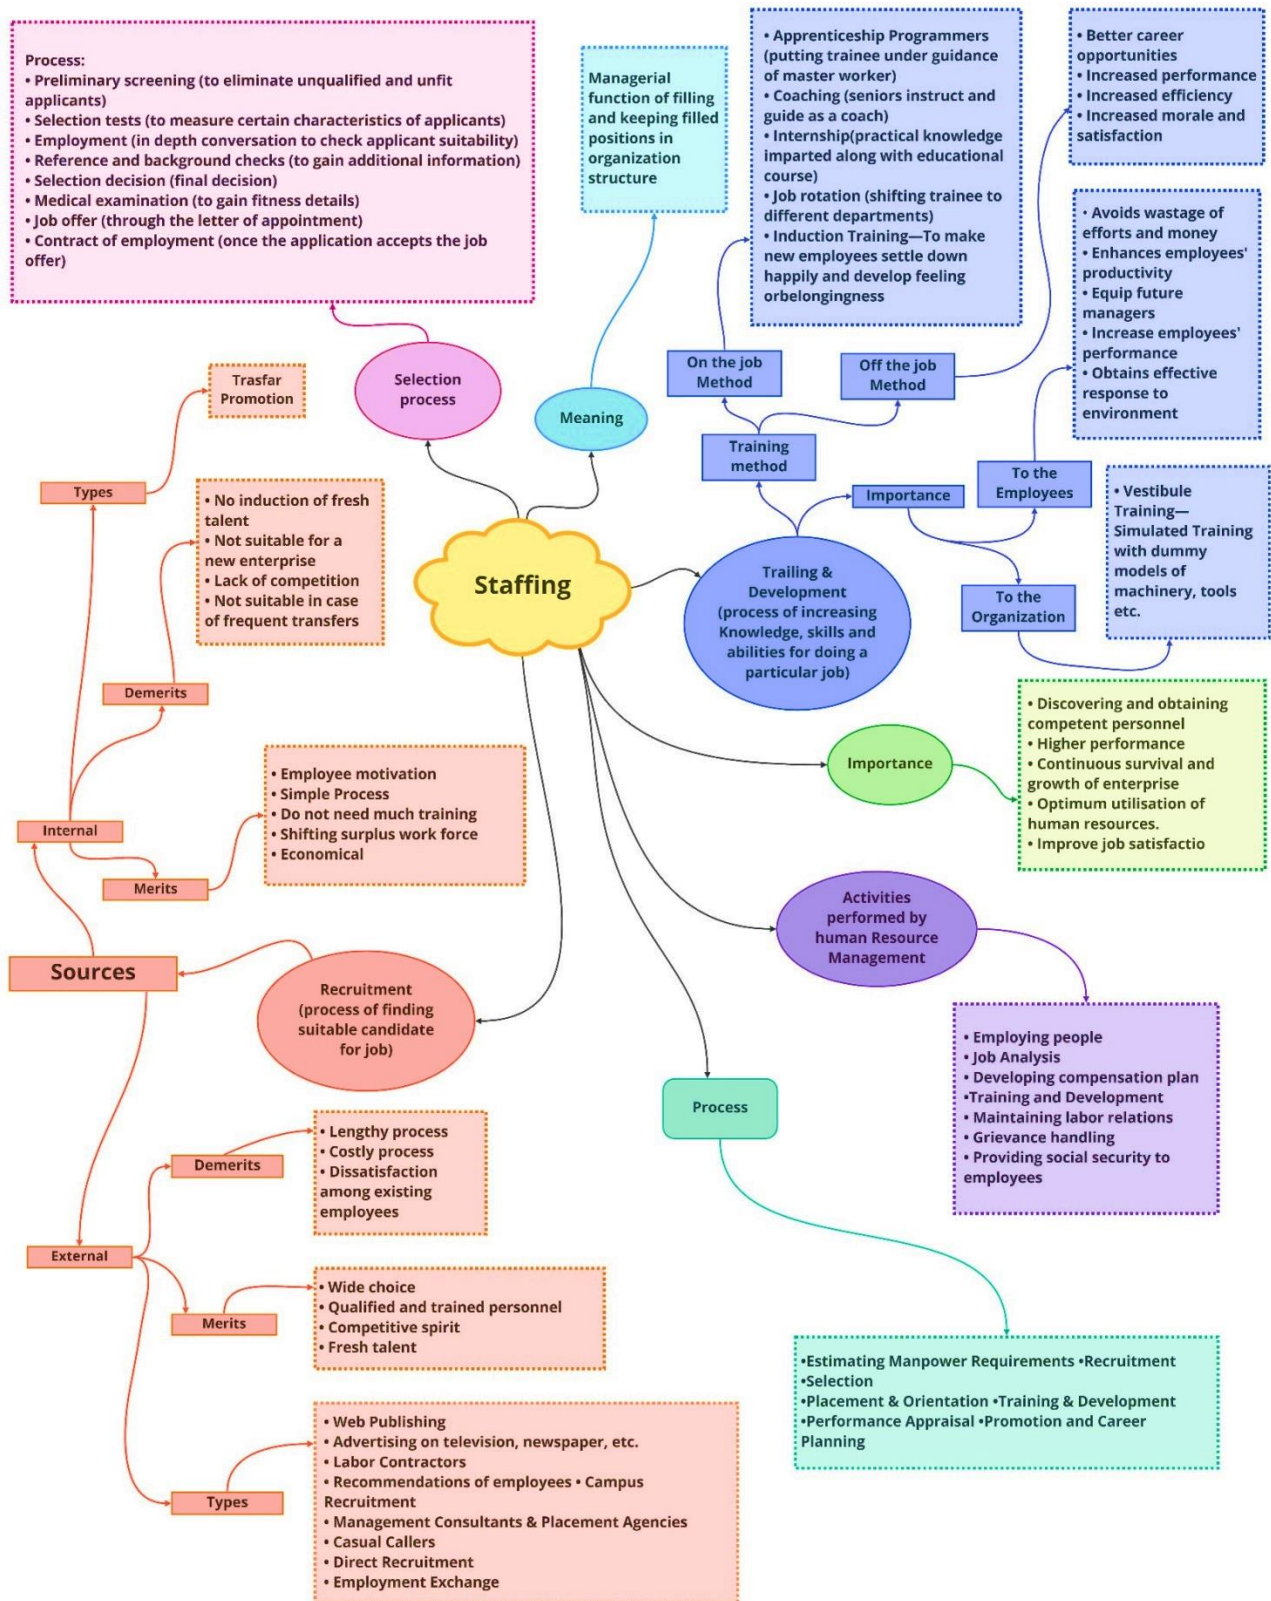 Process:
• Preliminary screening (to eliminate unqualified and unfit
applicants)
• Selection tests (to measure certain characteristics of applicants)
• Employment (in depth conversation to check applicant suitability)
• Reference and background checks (to gain additional information)
• Selection decision (final decision)
• Medical examination (to gain fitness details)
• Job offer (through the letter of appointment)
• Contract of employment (once the application accepts the job
offer)
Managerial
function of filling
and keeping filled
positions in
organization
structure
• Apprenticeship Programmers
(putting trainee under guidance
of master worker)
• Coaching (seniors instruct and
guide as a coach)
• Internship(practical knowledge
imparted along with educational
course)
• Job rotation (shifting trainee to
different departments)
• Induction Training—To make
new employees settle down
happily and develop feeling
orbelongingness
• Better career
opportunities
• Increased performance
• Increased efficiency
• Increased morale and
satisfaction
• Avoids wastage of
efforts and money
• Enhances employees'
productivity
• Equip future
managers
• Increase employees'
performance
• Obtains effective
response to
environment
Selection
process
Meaning
On the job
Method
Off the job
Method
Training
method
Importance
To the
Employees
To the
Organization
• Vestibule
Training—
Simulated Training
with dummy
models of
machinery, tools
etc.
Trasfar
Promotion
Types
• No induction of fresh
talent
• Not suitable for a
new enterprise
• Lack of competition
• Not suitable in case
of frequent transfers
Demerits
Staffing
Trailing &
Development
(process of increasing
Knowledge, skills and
abilities for doing a
particular job)
Internal
• Employee motivation
• Simple Process
• Do not need much training
• Shifting surplus work force
• Economical
Merits
Importance
• Discovering and obtaining
competent personnel
• Higher performance
• Continuous survival and
growth of enterprise
• Optimum utilisation of
human resources.
• Improve job satisfactio
Sources
Recruitment
(process of finding
suitable candidate
for job)
Activities
performed by
human Resource
Management
• Employing people
• Job Analysis
• Developing compensation plan
•Training and Development
• Maintaining labor relations
• Grievance handling
• Providing social security to
employees
Process
Demerits
• Lengthy process
• Costly process
• Dissatisfaction
among existing
employees
External
Merits
• Wide choice
• Qualified and trained personnel
• Competitive spirit
• Fresh talent
•Estimating Manpower Requirements •Recruitment
•Selection
•Placement & Orientation •Training & Development
•Performance Appraisal •Promotion and Career
Planning
Types
• Web Publishing
• Advertising on television, newspaper, etc.
• Labor Contractors
• Recommendations of employees • Campus
Recruitment
• Management Consultants & Placement Agencies
• Casual Callers
• Direct Recruitment
• Employment Exchange